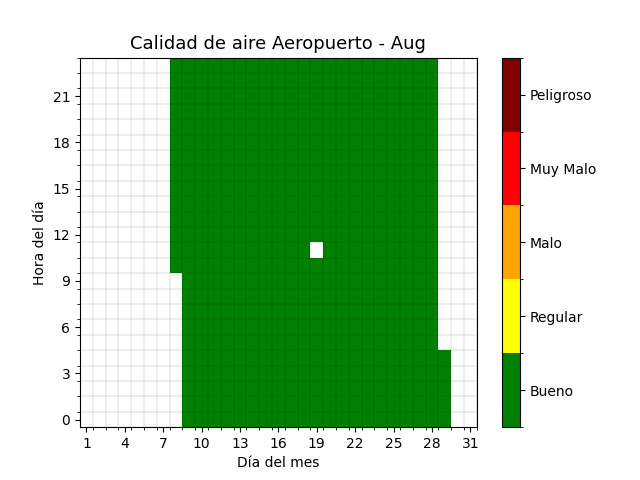 Calidad de aire Aeropuerto - Aug
Hora del día
21
18
15
12
9
6
3
0
1 4 7 10 13 16 19 22 25 28 31
Día del mes
Peligroso
Muy Malo
Malo
Regular
Bueno